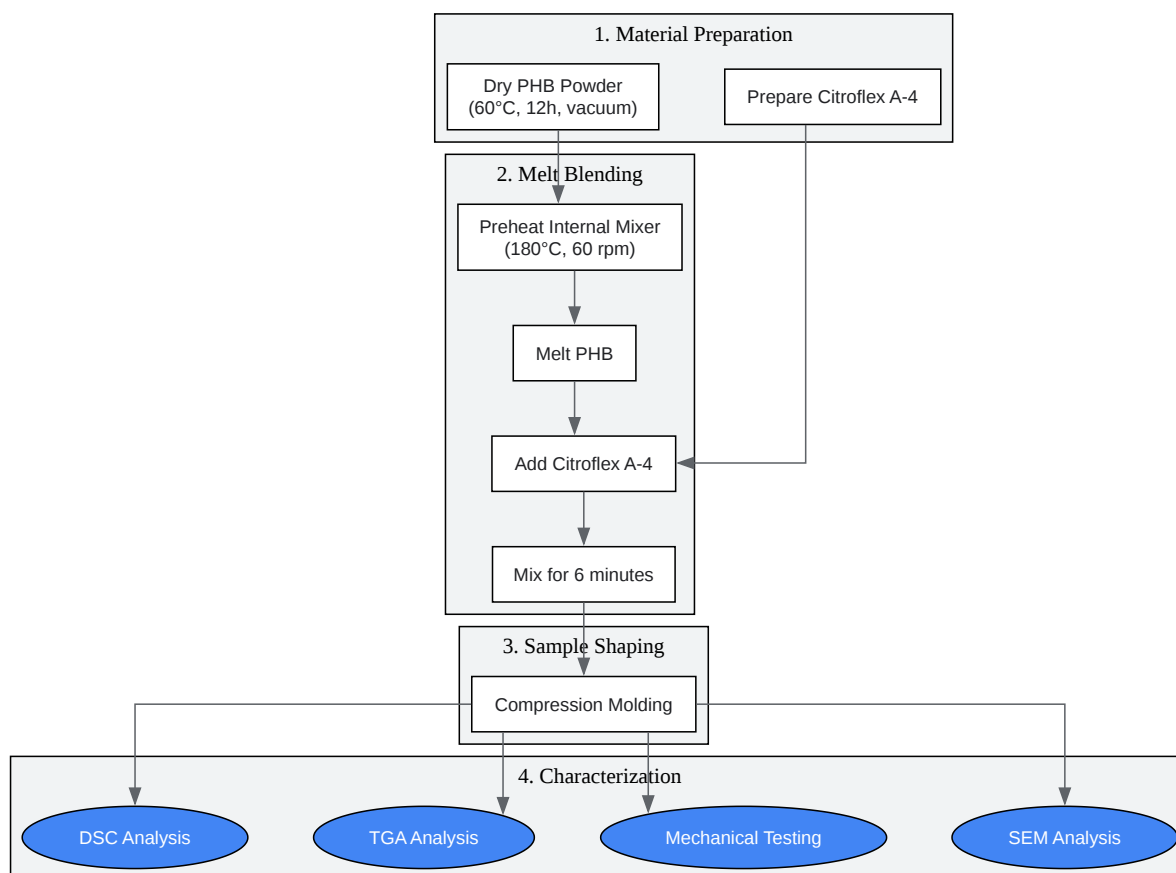 1. Material Preparation
Dry PHB Powder
(60°C, 12h, vacuum)
Prepare Citroflex A-4
2. Melt Blending
Preheat Internal Mixer
(180°C, 60 rpm)
Melt PHB
Add Citroflex A-4
Mix for 6 minutes
3. Sample Shaping
Compression Molding
4. Characterization
DSC Analysis
TGA Analysis
Mechanical Testing
SEM Analysis